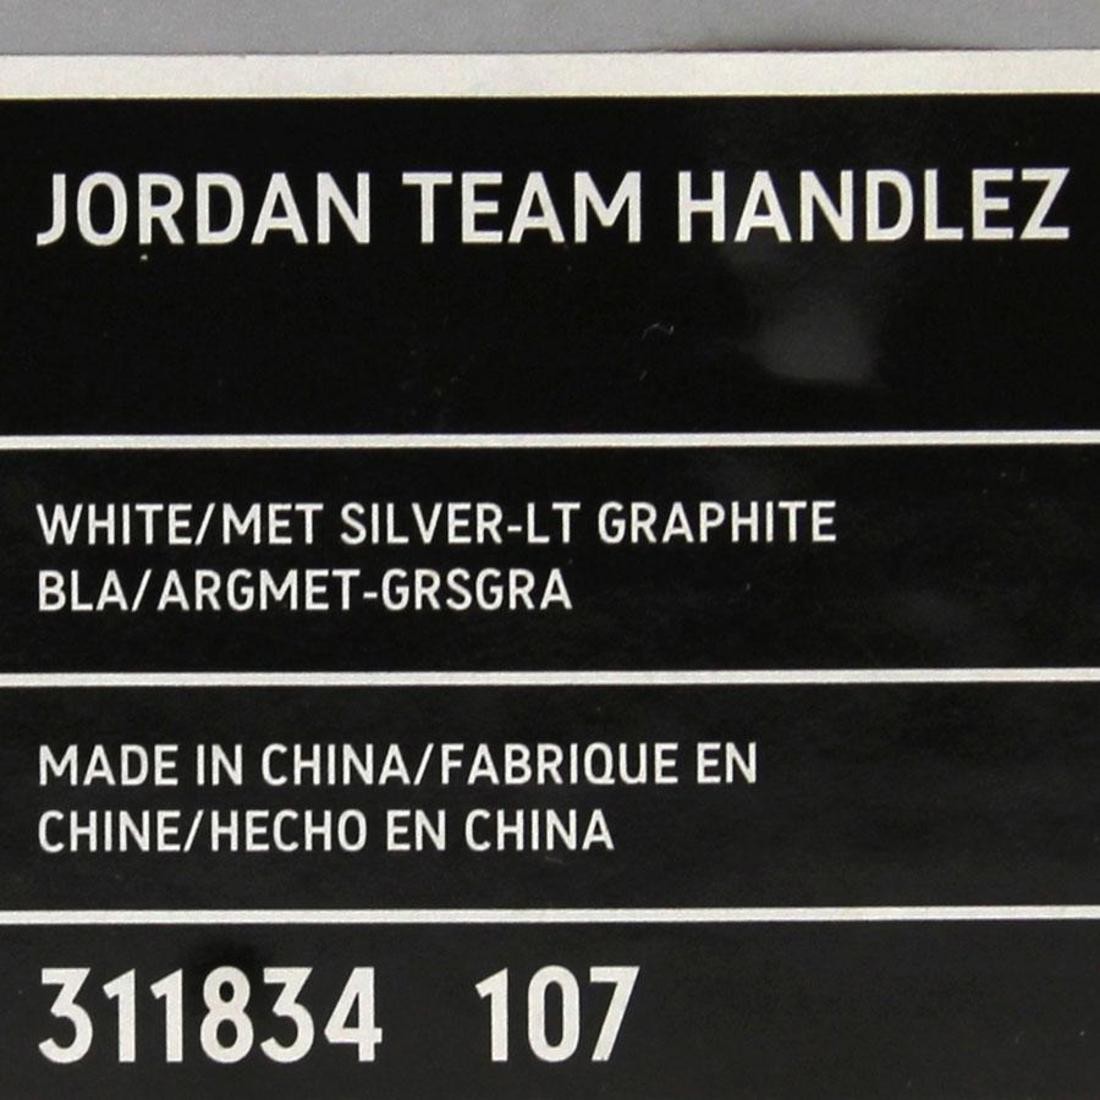 JORDAN TEAM HANDLEZ
WHITE/MET SILVER-LT GRAPHITE
BLA/ARGMET-GRSGRA
MADE IN CHINA/FABRIQUE EN
CHINE/HECHO EN CHINA
311834 107